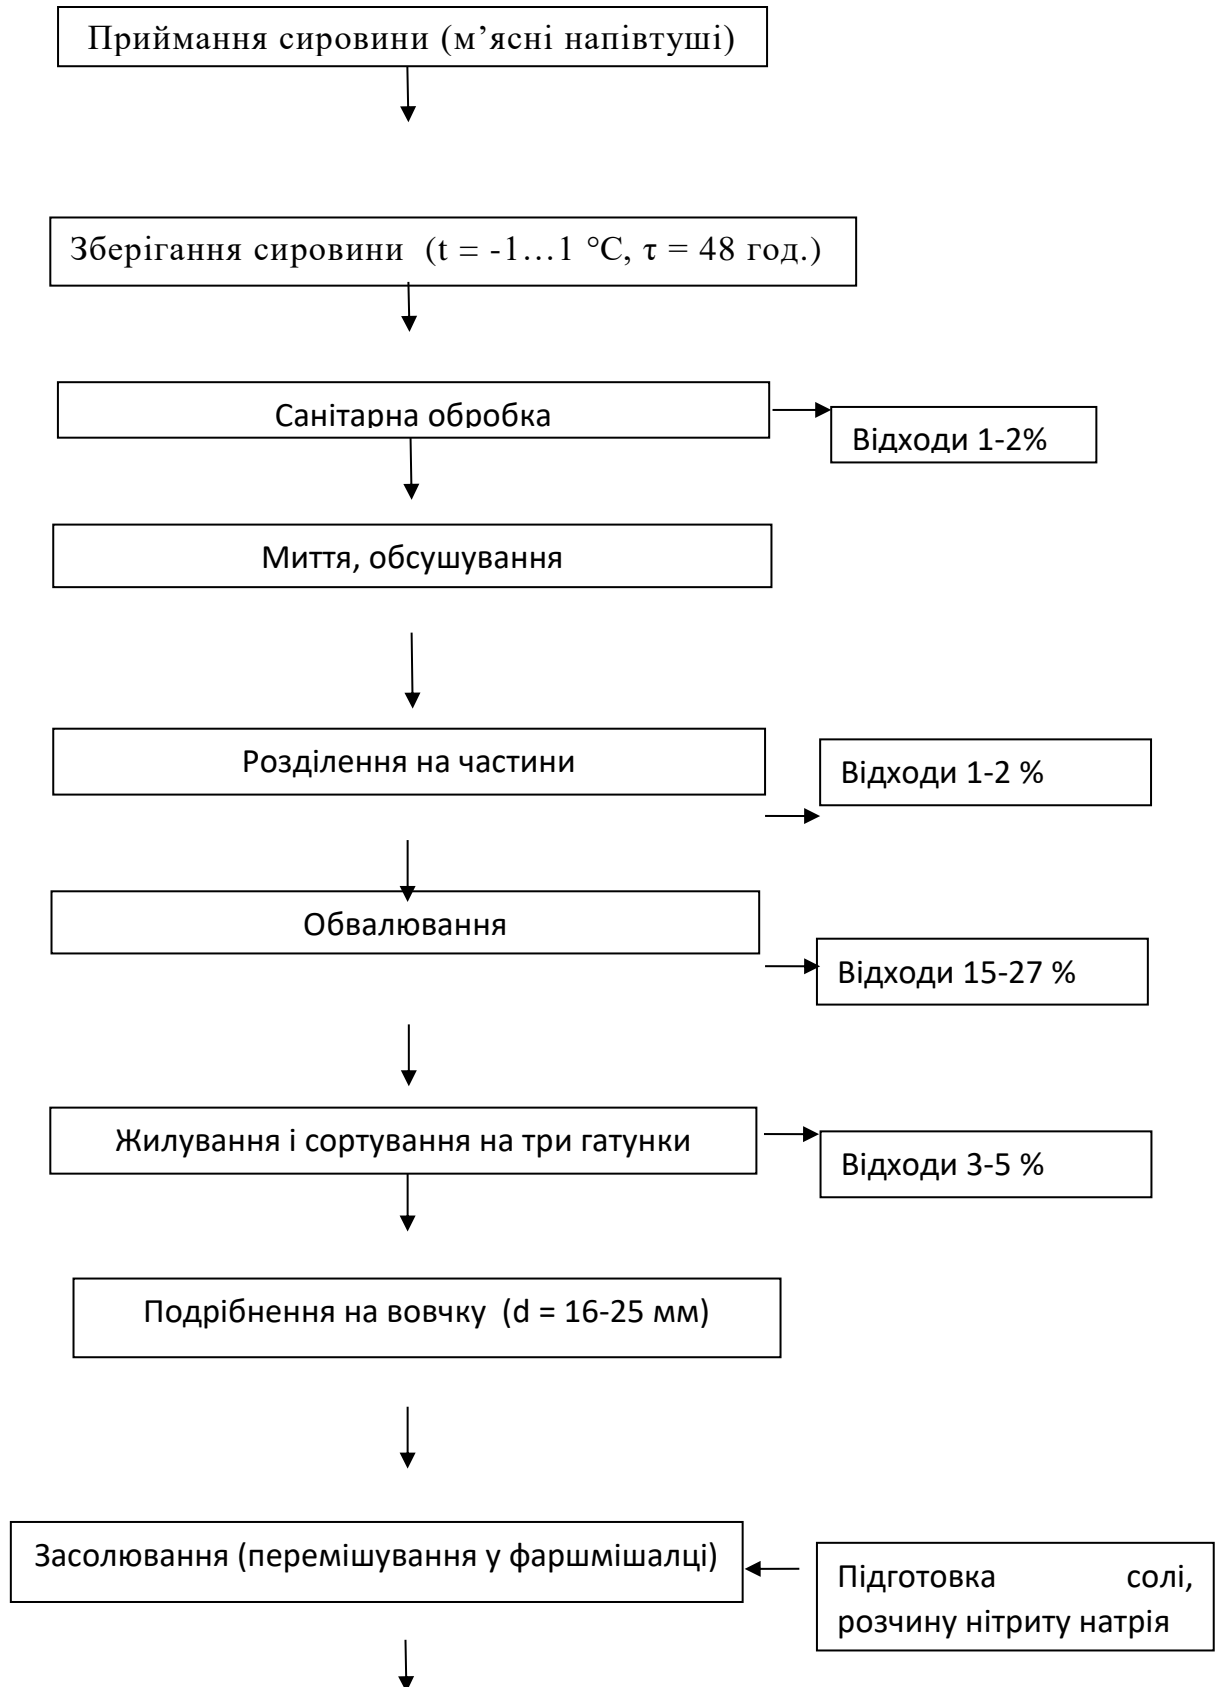 Приймання сировини (м’ясні напівтуші)
Зберігання сировини (t = -1…1 °С, τ = 48 год.)
Санітарна обробка
Відходи 1-2%
Миття, обсушування
Розділення на частини
Відходи 1-2 %
Обвалювання
Відходи 15-27 %
Жилування і сортування на три гатунки
Відходи 3-5 %
Подрібнення на вовчку (d = 16-25 мм)
Засолювання (перемішування у фаршмішалці)
Підготовка солі,
розчину нітриту натрія